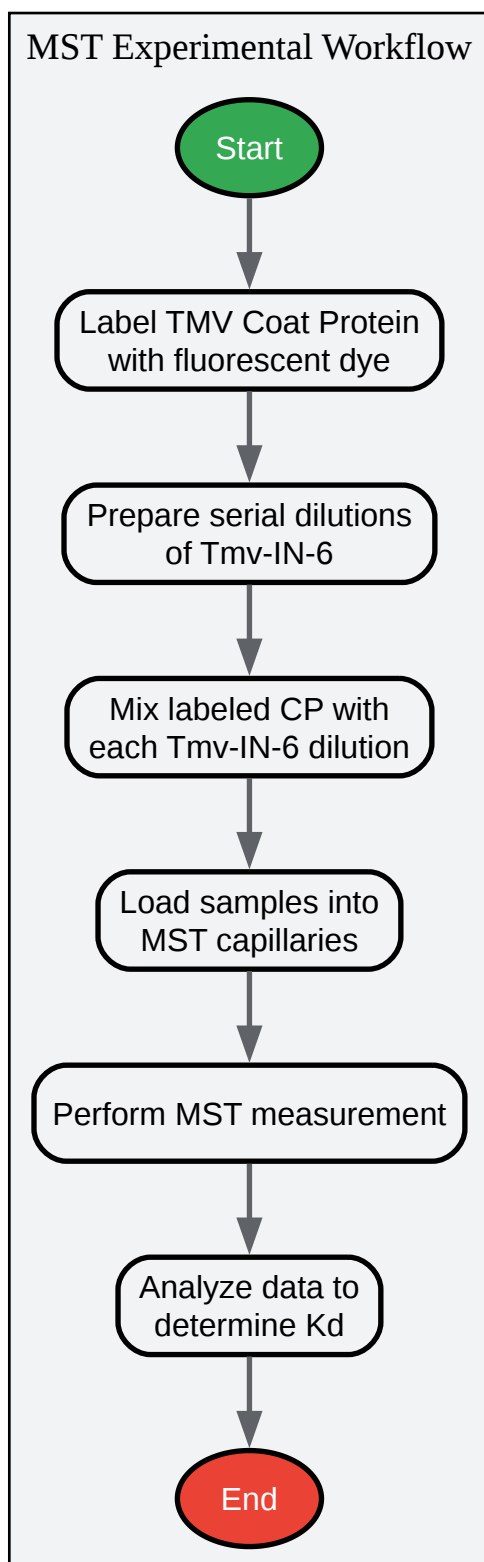 MST Experimental Workflow
Start
Label TMV Coat Protein
with fluorescent dye
Prepare serial dilutions
of Tmv-IN-6
Mix labeled CP with
each Tmv-IN-6 dilution
Load samples into
MST capillaries
Perform MST measurement
Analyze data to
determine Kd
End